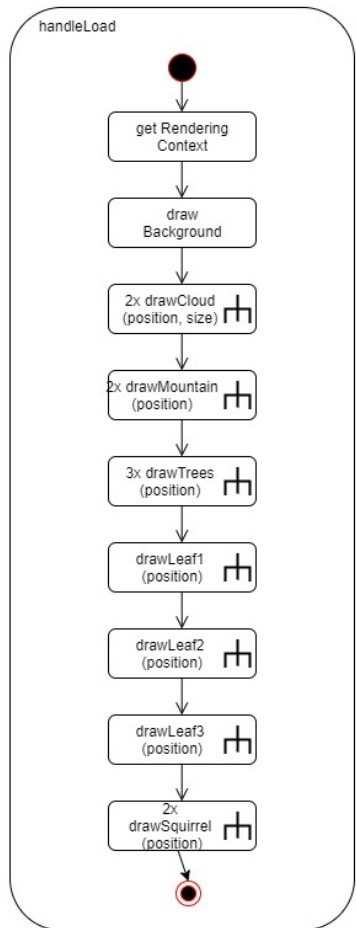 handleLoad
get Rendering
Context
draw
Background
2x drawCloud
(position, size)
2x drawMountain
(position)
3x drawTrees
(position)
drawLeaf1
(position)
drawLeaf2
(position)
drawLeaf3
(position)
2x
drawSquirrel
(position)